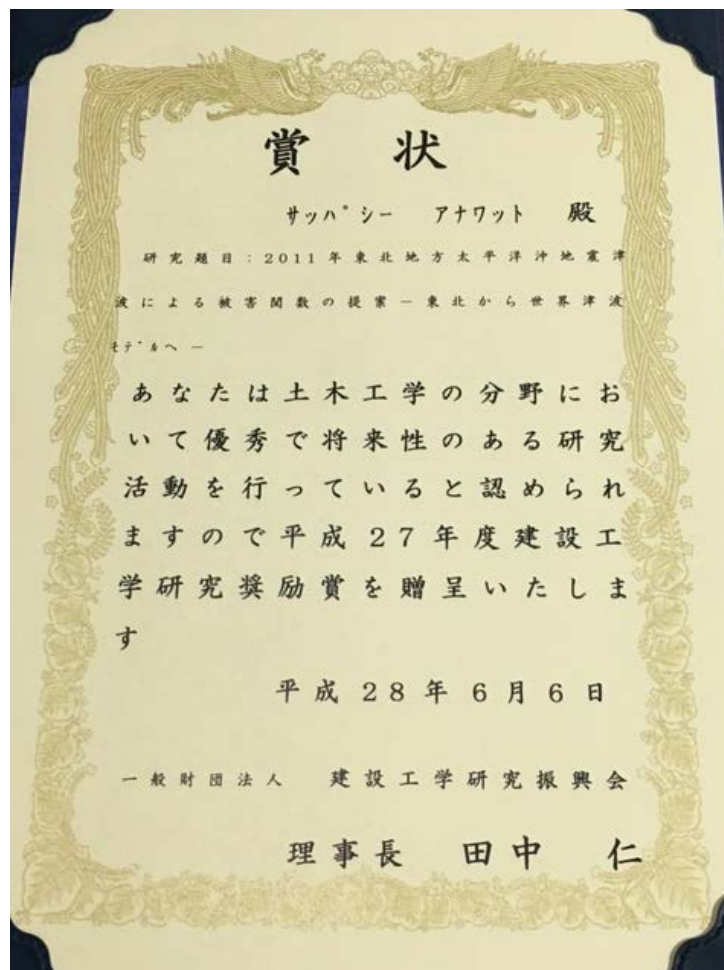 賞 状
サッパシー アナワット 殿
研究題目:2011年東北地方太平洋沖地震津
波による被害関数の提案-東北から世界津波
モデルへ-
あなたは土木工学の分野にお
いて優秀で将来性のある研究
活動を行っていると認められ
ますので平成27年度建設工
学研究奨励賞を贈呈いたしま
す
平成28年6月6日
一般財団法人 建設工学研究振興会
理事長 田中 仁